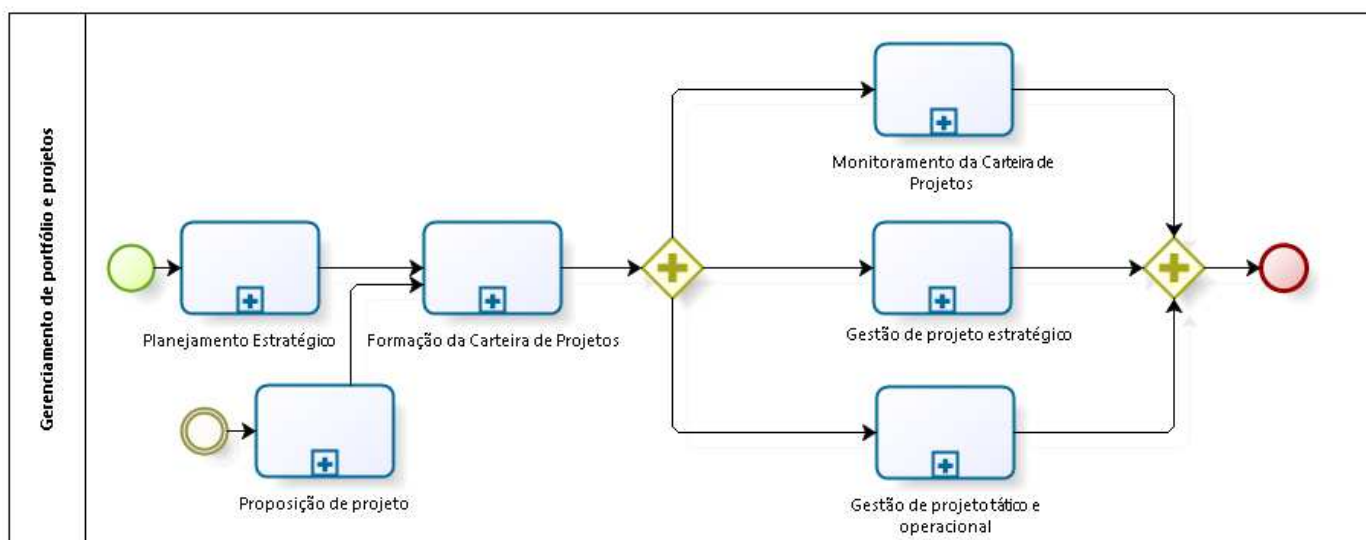 Gerenciamento de portfólio e projetos
Monitoramento da Carteira de
Projetos
Planejamento Estratégico
Formação da Carteira de Projetos
Gestão de projeto estratégico
Proposição de projeto
Gestão de projeto tático e
operacional